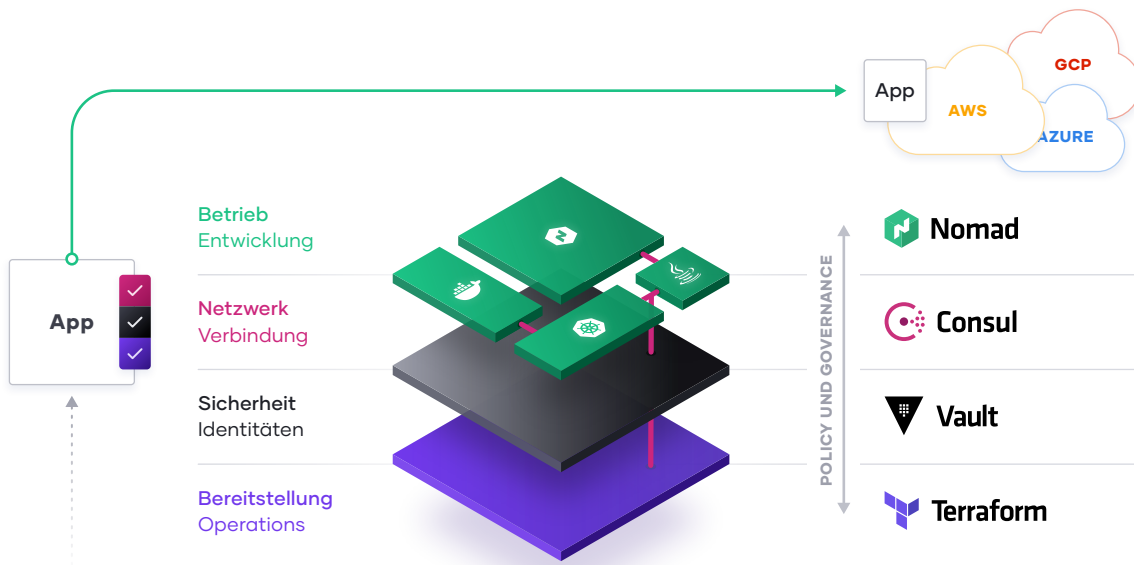 GCP
App
AWS
AZURE
Betrieb
Entwicklung
Nomad
App
Netzwerk
Verbindung
POLICY UND GOVERNANCE
Consul
Sicherheit
Identitäten
Vault
Bereitstellung
Operations
Terraform